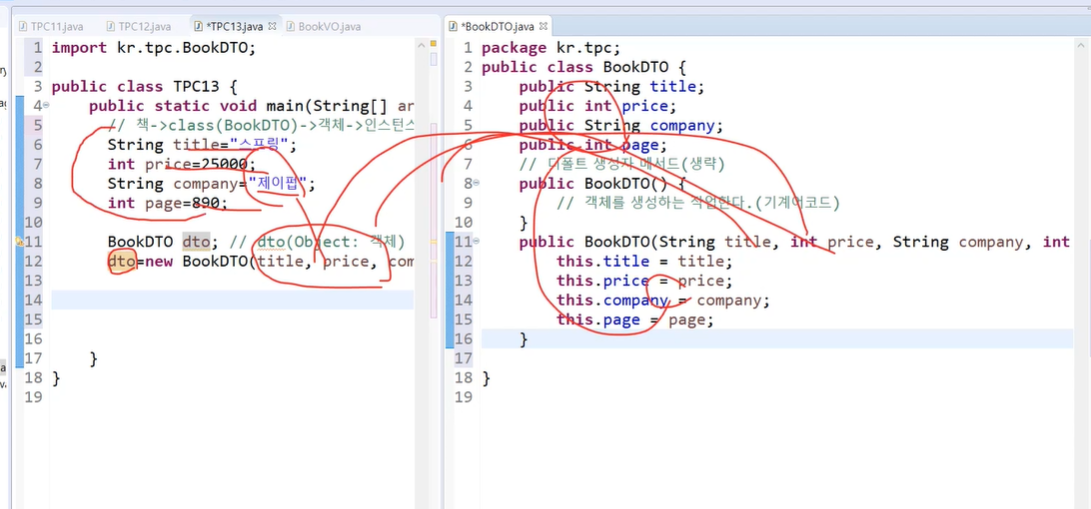 TPC11.java TPC12.java *TPC13.java BookVO.java
1 import kr.tpc.BookDTO;
2
3 public class TPC13 {
4 public static void main(String[] ar
5 // 책->class(BookDTO)->객체->인스턴스
6 String title="스프링";
7 int price=25000;
8 String company="제이펍";
9 int page=890;
10
11 BookDTO dto; // dto(Object: 객체)
12 dto=new BookDTO(title, price, com
13
14
15
16
17 }
18 }
19
*BookDTO.java
1 package kr.tpc;
2 public class BookDTO {
3 public String title;
4 public int price;
5 public String company;
6 public int page;
7 // 디폴트 생성자 메서드(생략)
8 public BookDTO() {
9 // 객체를 생성하는 작업한다.(기계어코드)
10 }
11 public BookDTO(String title, int price, String company, int
12 this.title = title;
13 this.price = price;
14 this.company = company;
15 this.page = page;
16 }
17
18 }
19